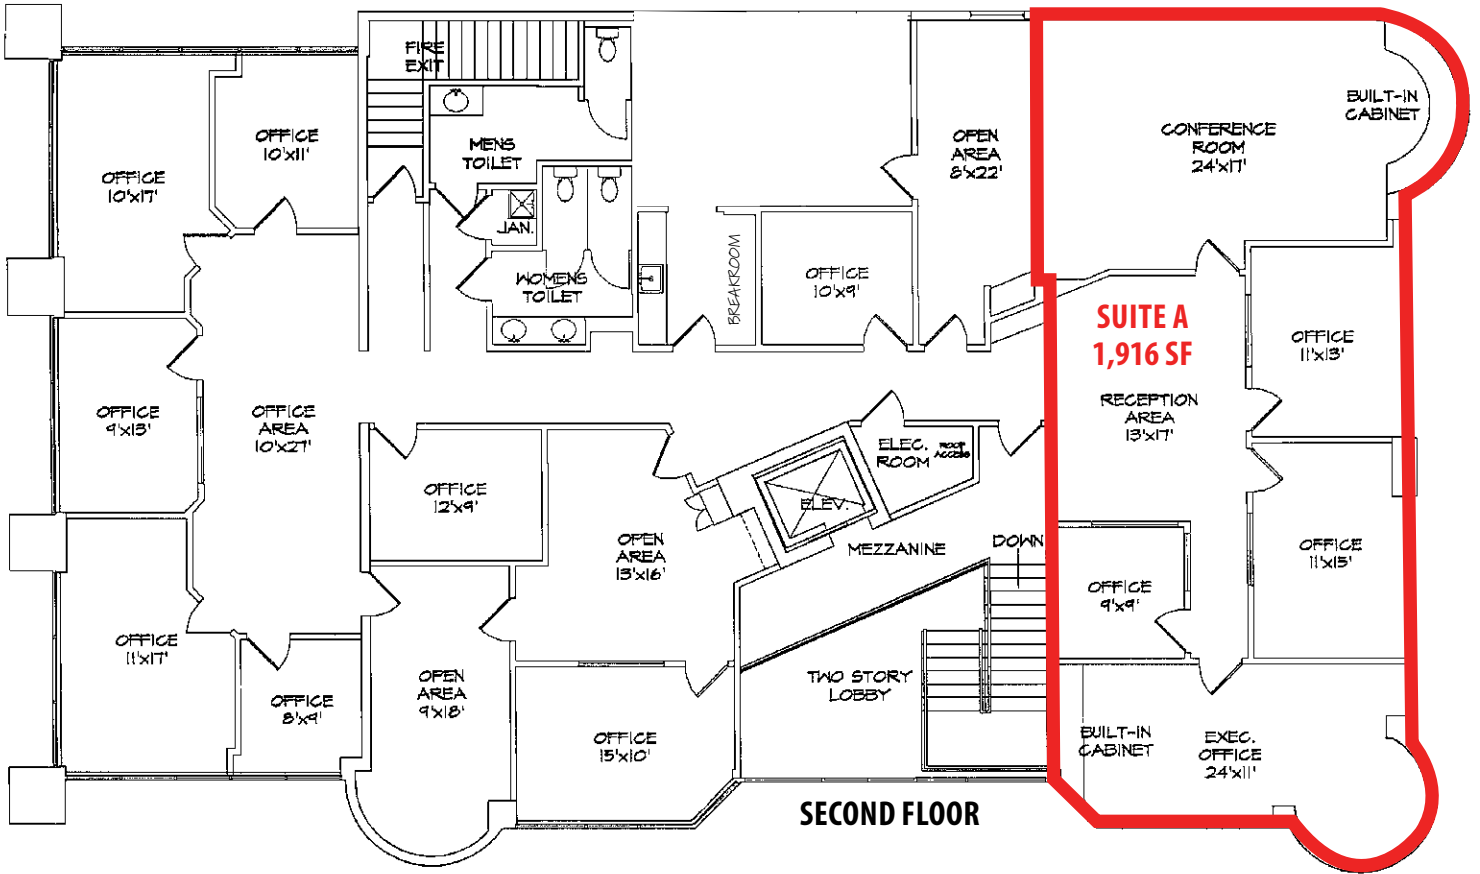 FIRE
EXIT
OFFICE
10'x11'
OFFICE
10'x17'
MENS
TOILET
JAN.
WOMENS
TOILET
BREAKROOM
OFFICE
10'x9'
OPEN
AREA
8'x22'
CONFERENCE
ROOM
24'x17'
BUILT-IN
CABINET
SUITE A
1,916 SF
OFFICE
11'x13'
RECEPTION
AREA
13'x17'
OFFICE
9'x13'
OFFICE
AREA
10'x27'
OFFICE
12'x9'
ELEC.
ROOM
ROOF
ACCESS
ELEV.
OPEN
AREA
13'x16'
MEZZANINE
DOWN
OFFICE
11'x15'
OFFICE
9'x9'
OFFICE
11'x17'
OFFICE
8'x9'
OPEN
AREA
9'x18'
OFFICE
15'x10'
TWO STORY
LOBBY
BUILT-IN
CABINET
EXEC.
OFFICE
24'x11'
SECOND FLOOR